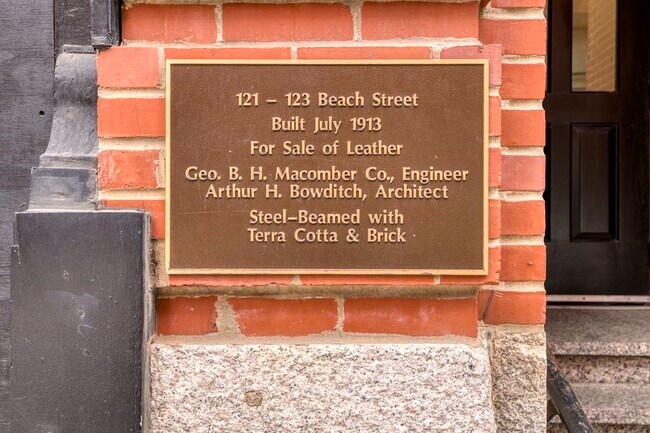 121 – 123 Beach Street
Built July 1913
For Sale of Leather
Geo. B. H. Macomber Co., Engineer
Arthur H. Bowditch, Architect
Steel–Beamed with
Terra Cotta & Brick